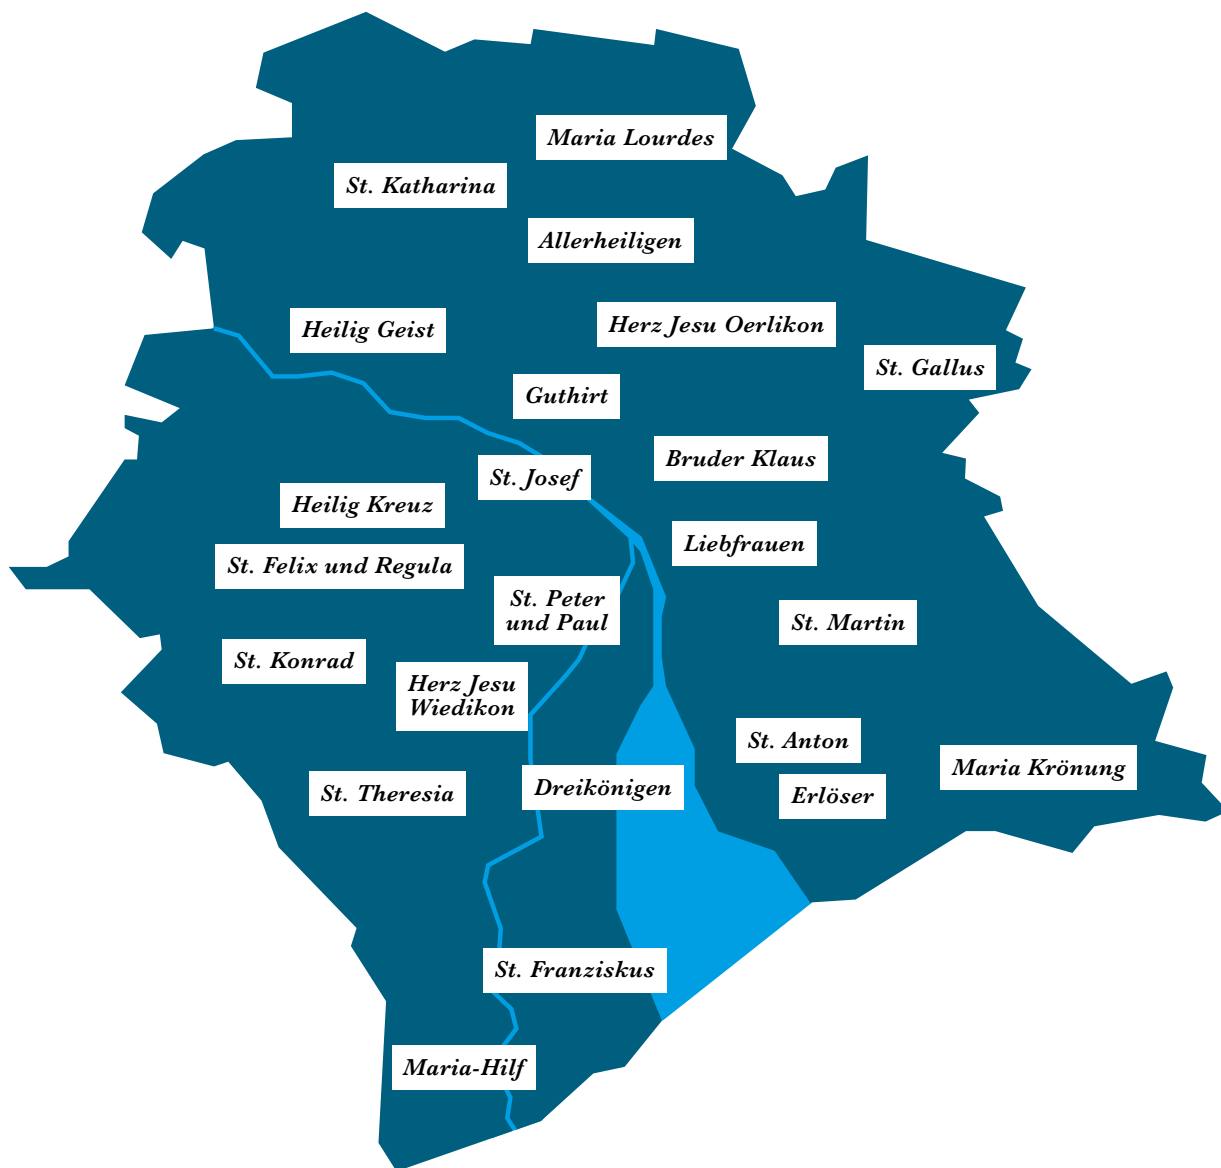 Maria Lourdes
St. Katharina
Allerheiligen
Heilig Geist
Herz Jesu Oerlikon
St. Gallus
Guthirt
Bruder Klaus
St. Josef
Heilig Kreuz
Liebfrauen
St. Felix und Regula
St. Peter
und Paul
St. Martin
St. Konrad
Herz Jesu
Wiedikon
St. Anton
Maria Krönung
Dreikönigen
St. Theresia
Erlöser
St. Franziskus
Maria-Hilf